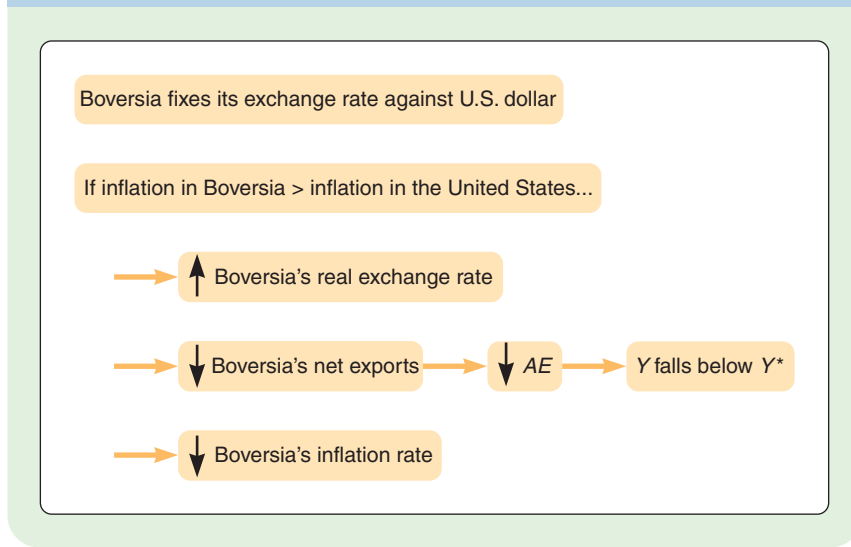 Boversia fixes its exchange rate against U.S. dollar
If inflation in Boversia > inflation in the United States...
Boversia's real exchange rate
Boversia's net exports AE Y falls below Y*
Boversia's inflation rate